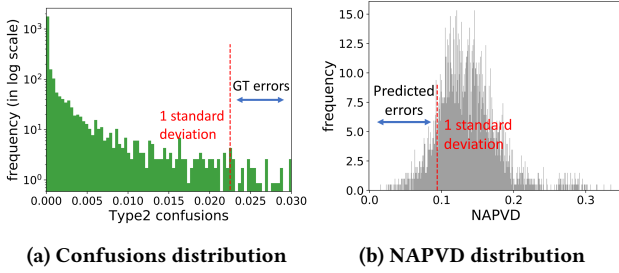 frequency (in log scale)
10³
10²
10¹
10⁰
0.000 0.005 0.010 0.015 0.020 0.025 0.030
Type2 confusions
1 standard
deviation
GT errors
(a) Confusions distribution
frequency
15.0
12.5
10.0
7.5
5.0
2.5
0.0
0.0 0.1 0.2 0.3
NAPVD
Predicted
errors
1 standard
deviation
(b) NAPVD distribution